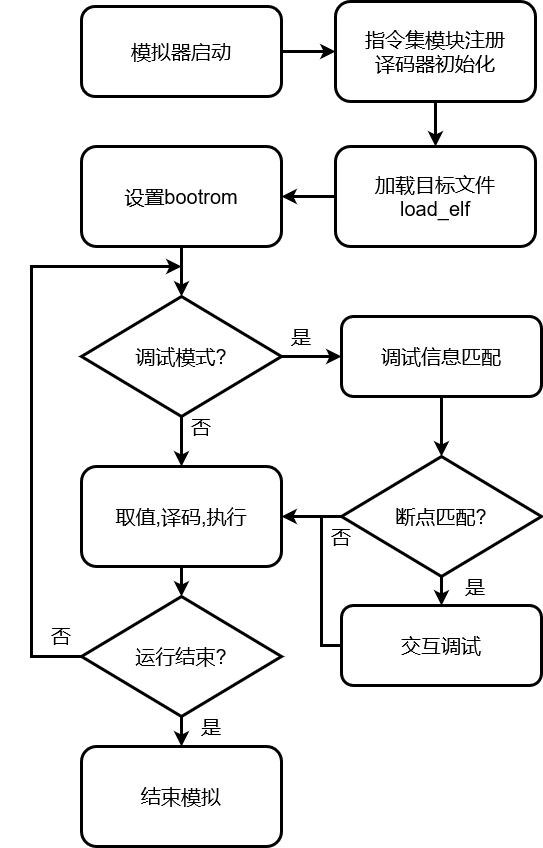 模拟器启动
指令集模块注册
译码器初始化
设置bootrom
加载目标文件
load_elf
调试模式?
是
调试信息匹配
否
取值,译码,执行
断点匹配?
否
是
交互调试
运行结束?
否
是
结束模拟